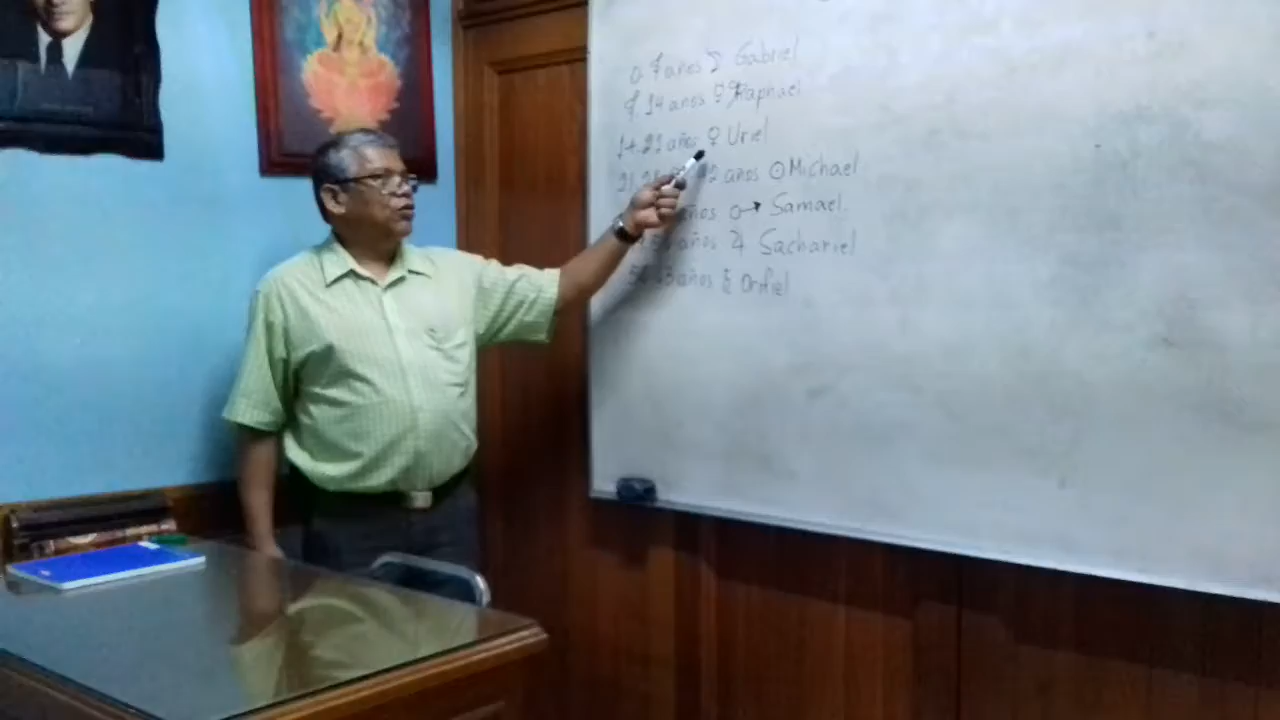 0 7 años ☽ Gabriel
7 14 años ☿ Raphael
14 21 años ♀ Uriel
21 años ☉ Michael
años ♂ Samael.
años ♃ Sachariel
años ♄ Orifiel